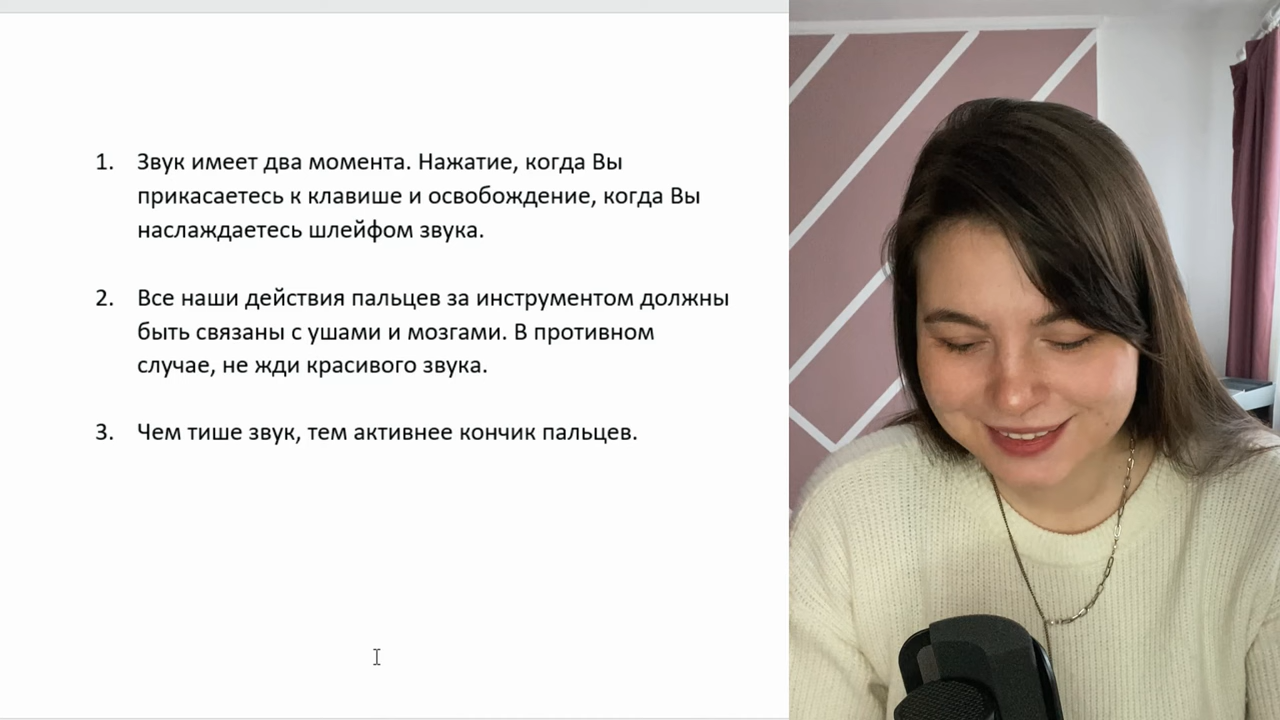 1. Звук имеет два момента. Нажатие, когда Вы
прикасаетесь к клавише и освобождение, когда Вы
наслаждаетесь шлейфом звука.
2. Все наши действия пальцев за инструментом должны
быть связаны с ушами и мозгами. В противном
случае, не жди красивого звука.
3. Чем тише звук, тем активнее кончик пальцев.